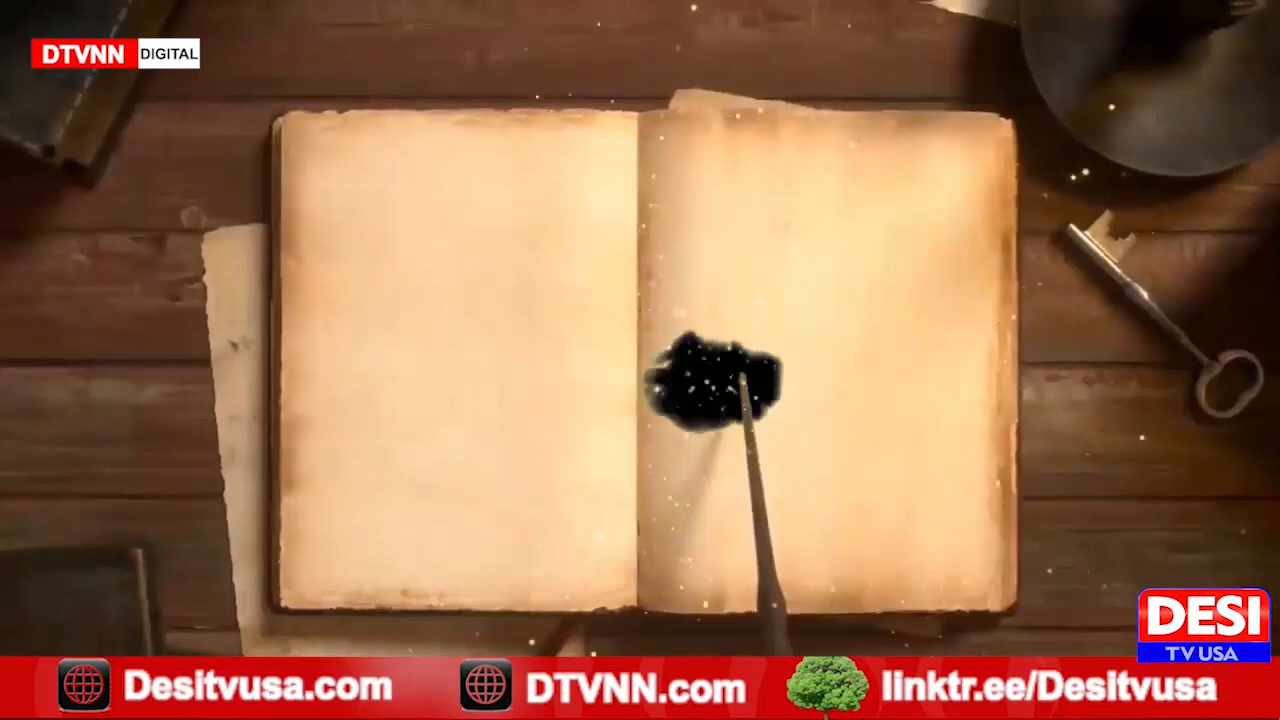 DTVNN DIGITAL
DESI
TV USA
Desitvusa.com
DTVNN.com
linktr.ee/Desitvusa